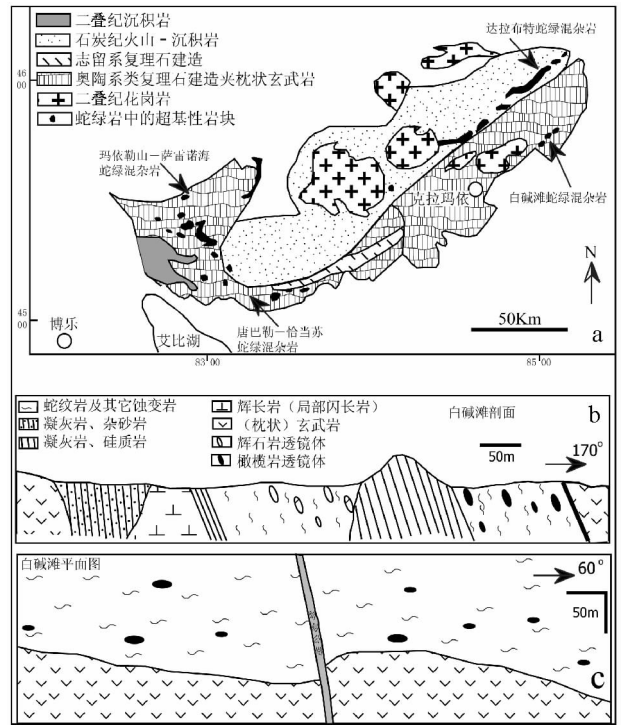 二叠纪沉积岩
石炭纪火山-沉积岩
志留系复理石建造
奥陶系类复理石建造夹枕状玄武岩
二叠纪花岗岩
蛇绿岩中的超基性岩块
达拉布特蛇绿混杂岩
46
00
玛依勒山-萨雷诺海
蛇绿混杂岩
克拉玛依
白碱滩蛇绿混杂岩
N
45
00
博乐
艾比湖
唐巴勒-恰当苏
蛇绿混杂岩
50Km
a
83 00
85 00
蛇纹岩及其它蚀变岩
凝灰岩、杂砂岩
凝灰岩、硅质岩
辉长岩(局部闪长岩)
(枕状)玄武岩
辉石岩透镜体
橄榄岩透镜体
白碱滩剖面
b
50m
170°
白碱滩平面图
60°
50m
c